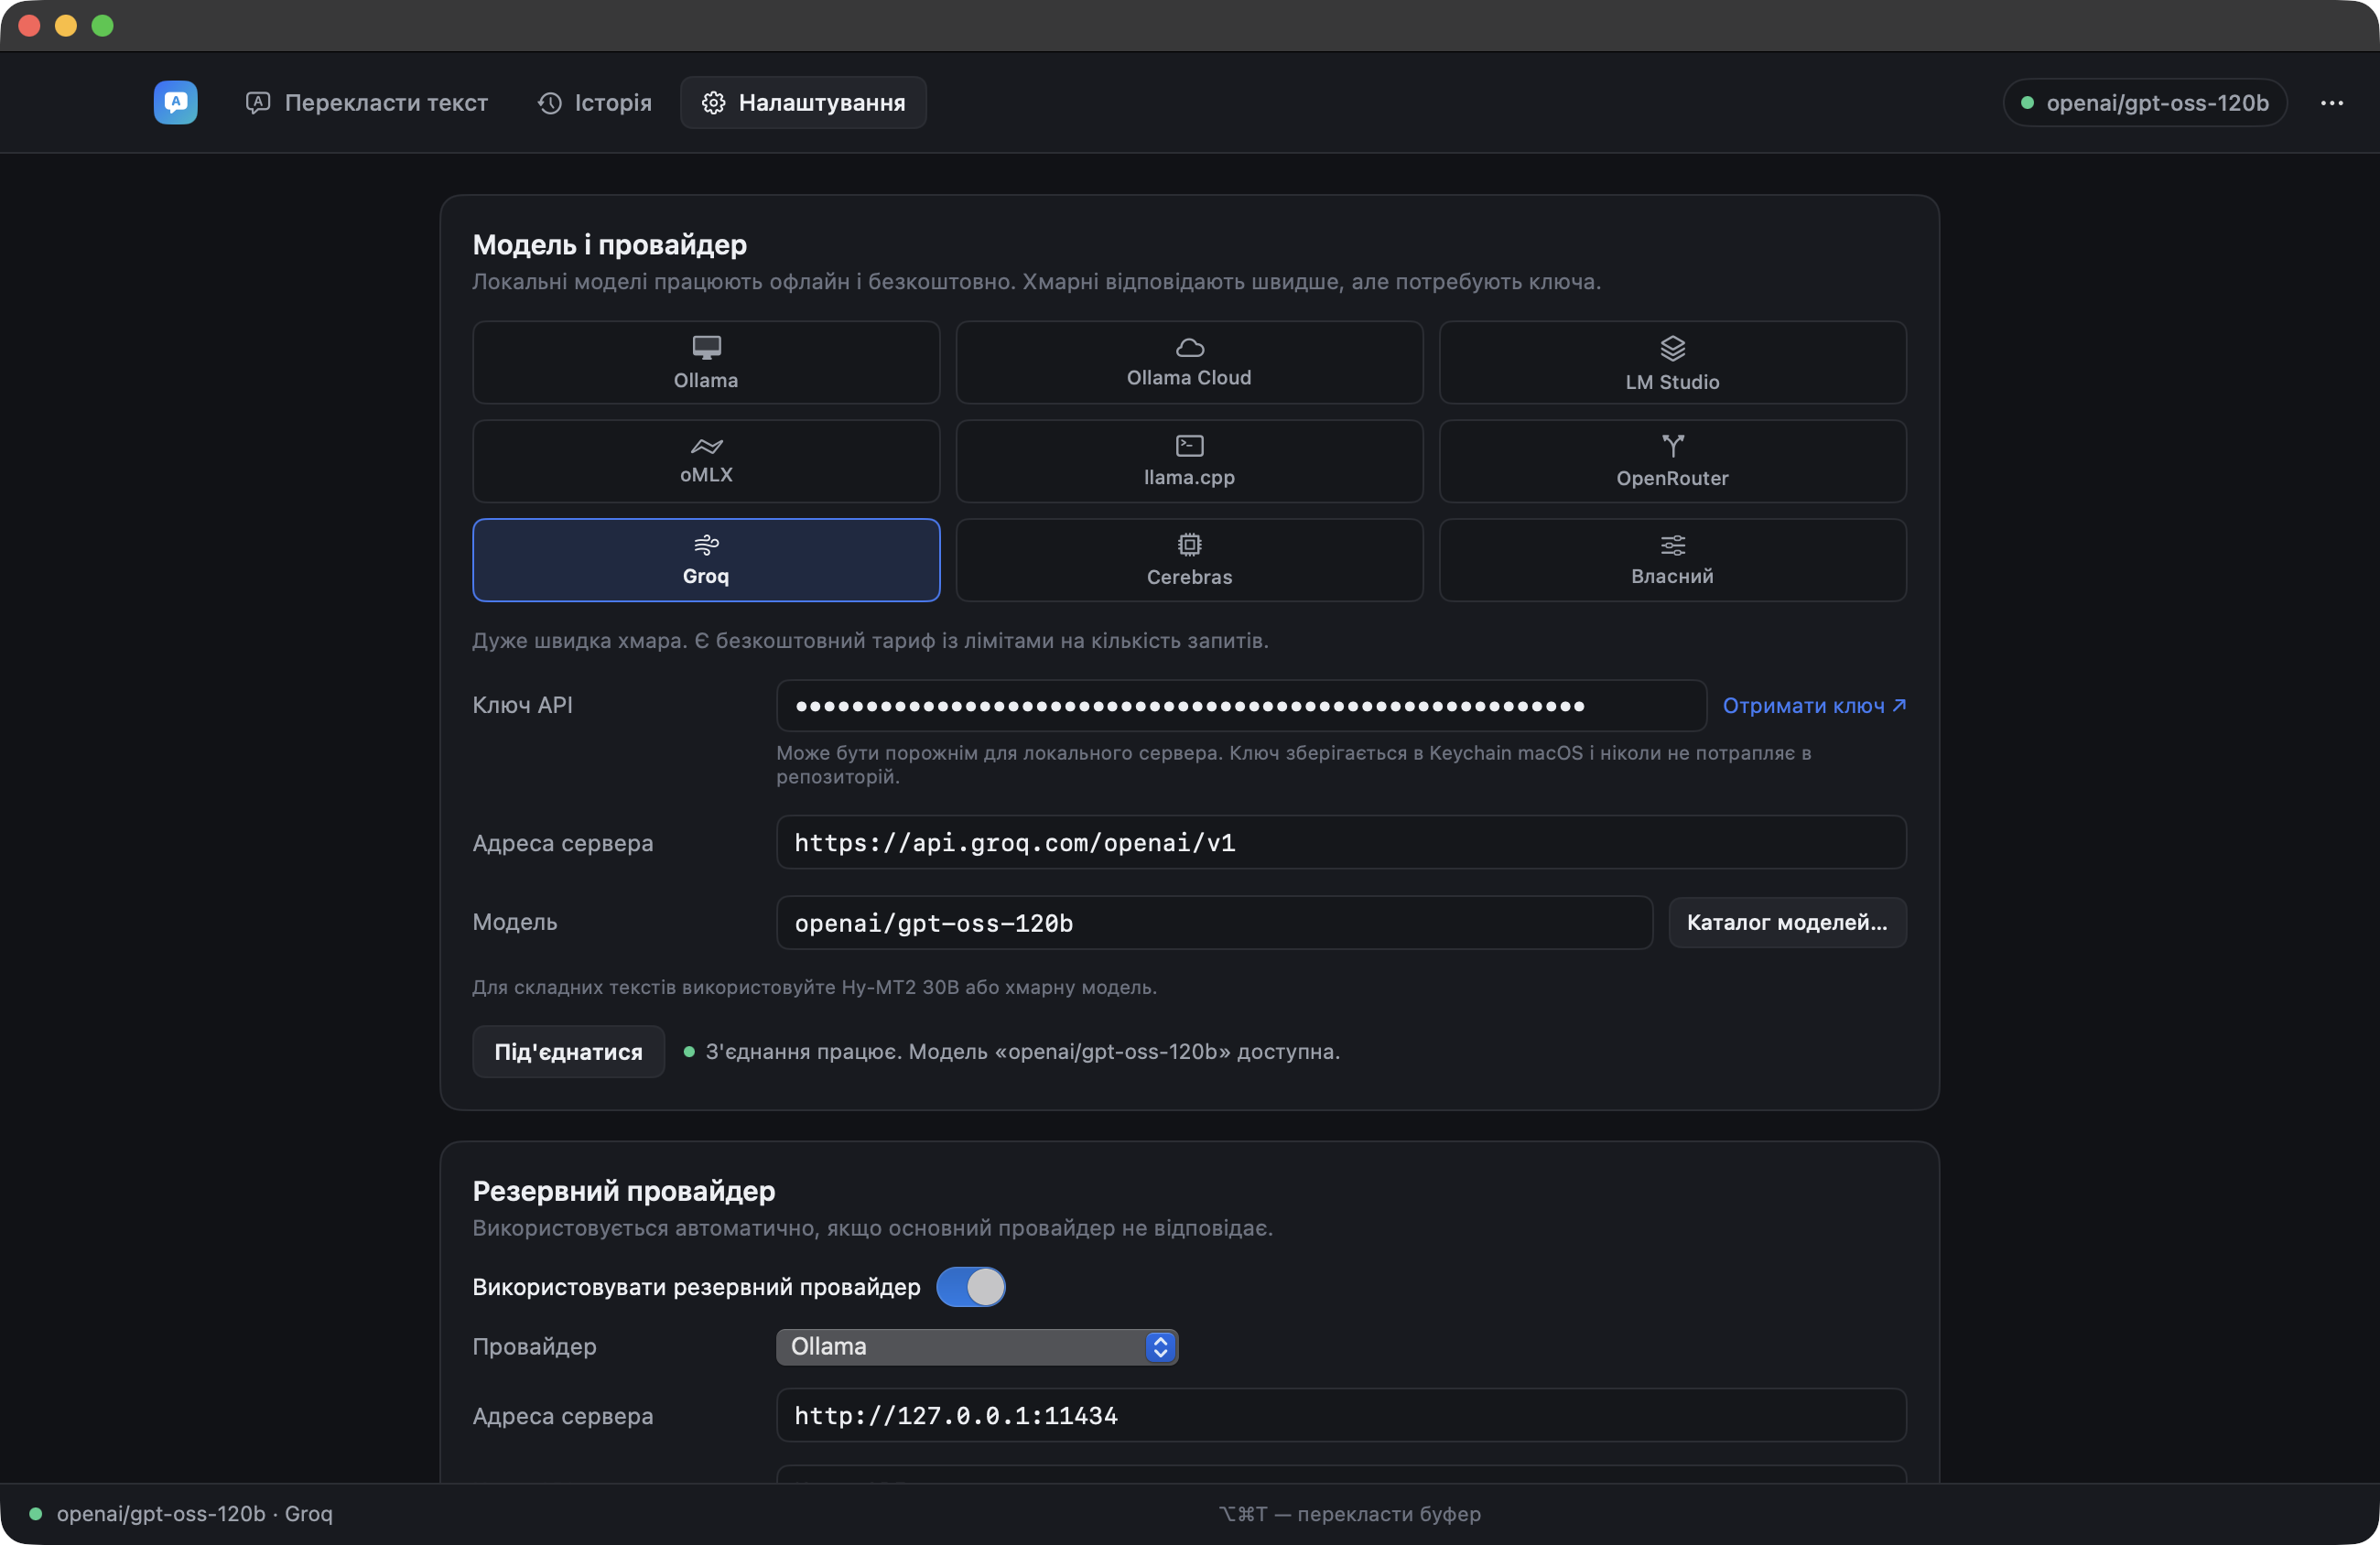 Перекласти текст
Історія
Налаштування
openai/gpt-oss-120b
Модель і провайдер
Локальні моделі працюють офлайн і безкоштовно. Хмарні відповідають швидше, але потребують ключа.
Ollama
Ollama Cloud
LM Studio
oMLX
llama.cpp
OpenRouter
Groq
Cerebras
Власний
Дуже швидка хмара. Є безкоштовний тариф із лімітами на кількість запитів.
Ключ API
Отримати ключ ↗
Може бути порожнім для локального сервера. Ключ зберігається в Keychain macOS і ніколи не потрапляє в
репозиторій.
Адреса сервера
https://api.groq.com/openai/v1
Модель
openai/gpt-oss-120b
Каталог моделей...
Для складних текстів використовуйте Hy-MT2 30B або хмарну модель.
Під'єднатися
З'єднання працює. Модель «openai/gpt-oss-120b» доступна.
Резервний провайдер
Використовується автоматично, якщо основний провайдер не відповідає.
Використовувати резервний провайдер
Провайдер
Ollama
Адреса сервера
http://127.0.0.1:11434
openai/gpt-oss-120b · Groq
⌥⌘T — перекласти буфер